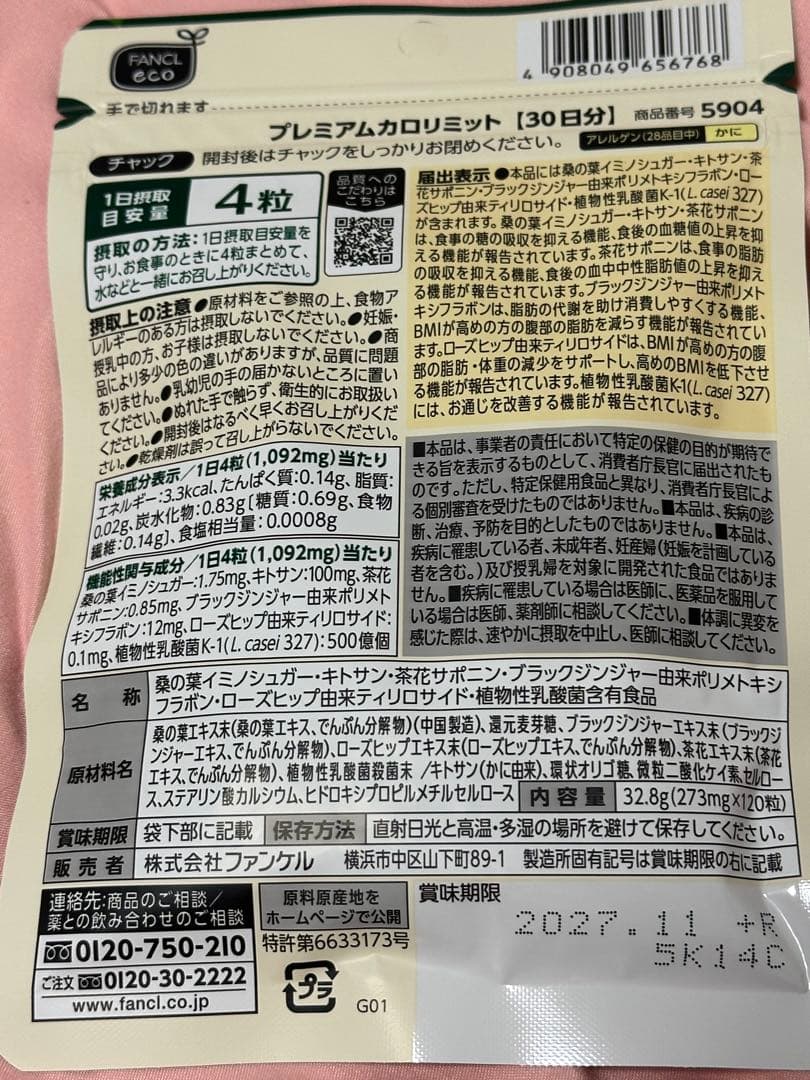 FANCL
eco
4 908049 656768
手で切れます
プレミアムカロリミット【30日分】 商品番号 5904
チャック 開封後はチャックをしっかりお閉めください。 アレルゲン(28品目中) かに
1日摂取
目安量 4粒
摂取の方法:1日摂取目安量を
守り、お食事のときに4粒まとめて、
水などと一緒にお召し上がりください。
品質への
こだわりは
こちら
摂取上の注意 ●原材料をご参照の上、食物ア
レルギーのある方は摂取しないでください。●妊娠・
授乳中の方、お子様は摂取しないでください。●商
品により多少の色の違いがありますが、品質に問題
ありません。●乳幼児の手の届かないところに置い
てください。●ぬれた手で触らず、衛生的にお取扱い
ください。●開封後はなるべく早くお召し上がりくだ
さい。●乾燥剤は誤って召し上がらないでください。
栄養成分表示/1日4粒(1,092mg)当たり
エネルギー:3.3kcal、たんぱく質:0.14g、脂質:
0.02g、炭水化物:0.83g[糖質:0.69g、食物
繊維:0.14g]、食塩相当量:0.0008g
機能性関与成分/1日4粒(1,092mg)当たり
桑の葉イミノシュガー:1.75mg、キトサン:100mg、茶花
サポニン:0.85mg、ブラックジンジャー由来ポリメト
キシフラボン:12mg、ローズヒップ由来ティリロサイド:
0.1mg、植物性乳酸菌K-1(L. casei 327):500億個
届出表示 ●本品には桑の葉イミノシュガー・キトサン・茶
花サポニン・ブラックジンジャー由来ポリメトキシフラボン・ロー
ズヒップ由来ティリロサイド・植物性乳酸菌K-1(L. casei 327)
が含まれます。桑の葉イミノシュガー・キトサン・茶花サポニン
は、食事の糖の吸収を抑える機能、食後の血糖値の上昇を抑
える機能が報告されています。茶花サポニンは、食事の脂肪
の吸収を抑える機能、食後の血中中性脂肪値の上昇を抑え
る機能が報告されています。ブラックジンジャー由来ポリメト
キシフラボンは、脂肪の代謝を助け消費しやすくする機能、
BMIが高めの方の腹部の脂肪を減らす機能が報告されてい
ます。ローズヒップ由来ティリロサイドは、BMIが高めの方の腹
部の脂肪・体重の減少をサポートし、高めのBMIを低下させ
る機能が報告されています。植物性乳酸菌K-1(L. casei 327)
には、お通じを改善する機能が報告されています。
■本品は、事業者の責任において特定の保健の目的が期待で
きる旨を表示するものとして、消費者庁長官に届出されたも
のです。ただし、特定保健用食品と異なり、消費者庁長官によ
る個別審査を受けたものではありません。■本品は、疾病の診
断、治療、予防を目的としたものではありません。■本品は、
疾病に罹患している者、未成年者、妊産婦(妊娠を計画している
者を含む。)及び授乳婦を対象に開発された食品ではありま
せん。■疾病に罹患している場合は医師に、医薬品を服用して
いる場合は医師、薬剤師に相談してください。■体調に異変を
感じた際は、速やかに摂取を中止し、医師に相談してください。
名 称 桑の葉イミノシュガー・キトサン・茶花サポニン・ブラックジンジャー由来ポリメトキシ
フラボン・ローズヒップ由来ティリロサイド・植物性乳酸菌含有食品
原材料名 桑の葉エキス末(桑の葉エキス、でんぷん分解物)(中国製造)、還元麦芽糖、ブラックジンジャーエキス末(ブラックジ
ンジャーエキス、でんぷん分解物)、ローズヒップエキス末(ローズヒップエキス、でんぷん分解物)、茶花エキス末(茶花
エキス、でんぷん分解物)、植物性乳酸菌殺菌末/キトサン(かに由来)、環状オリゴ糖、微粒二酸化ケイ素、セルロー
ス、ステアリン酸カルシウム、ヒドロキシプロピルメチルセルロース 内容量 32.8g(273mg×120粒)
賞味期限 袋下部に記載 保存方法 直射日光と高温・多湿の場所を避けて保存してください。
販売者 株式会社ファンケル 横浜市中区山下町89-1 製造所固有記号は賞味期限の右に記載
連絡先:商品のご相談/
薬との飲み合わせのご相談
0120-750-210
ご注文 0120-30-2222
www.fancl.co.jp
原料原産地を
ホームページで公開
特許第6633173号
プラ
G01
賞味期限
2027.11 +R
5K14C